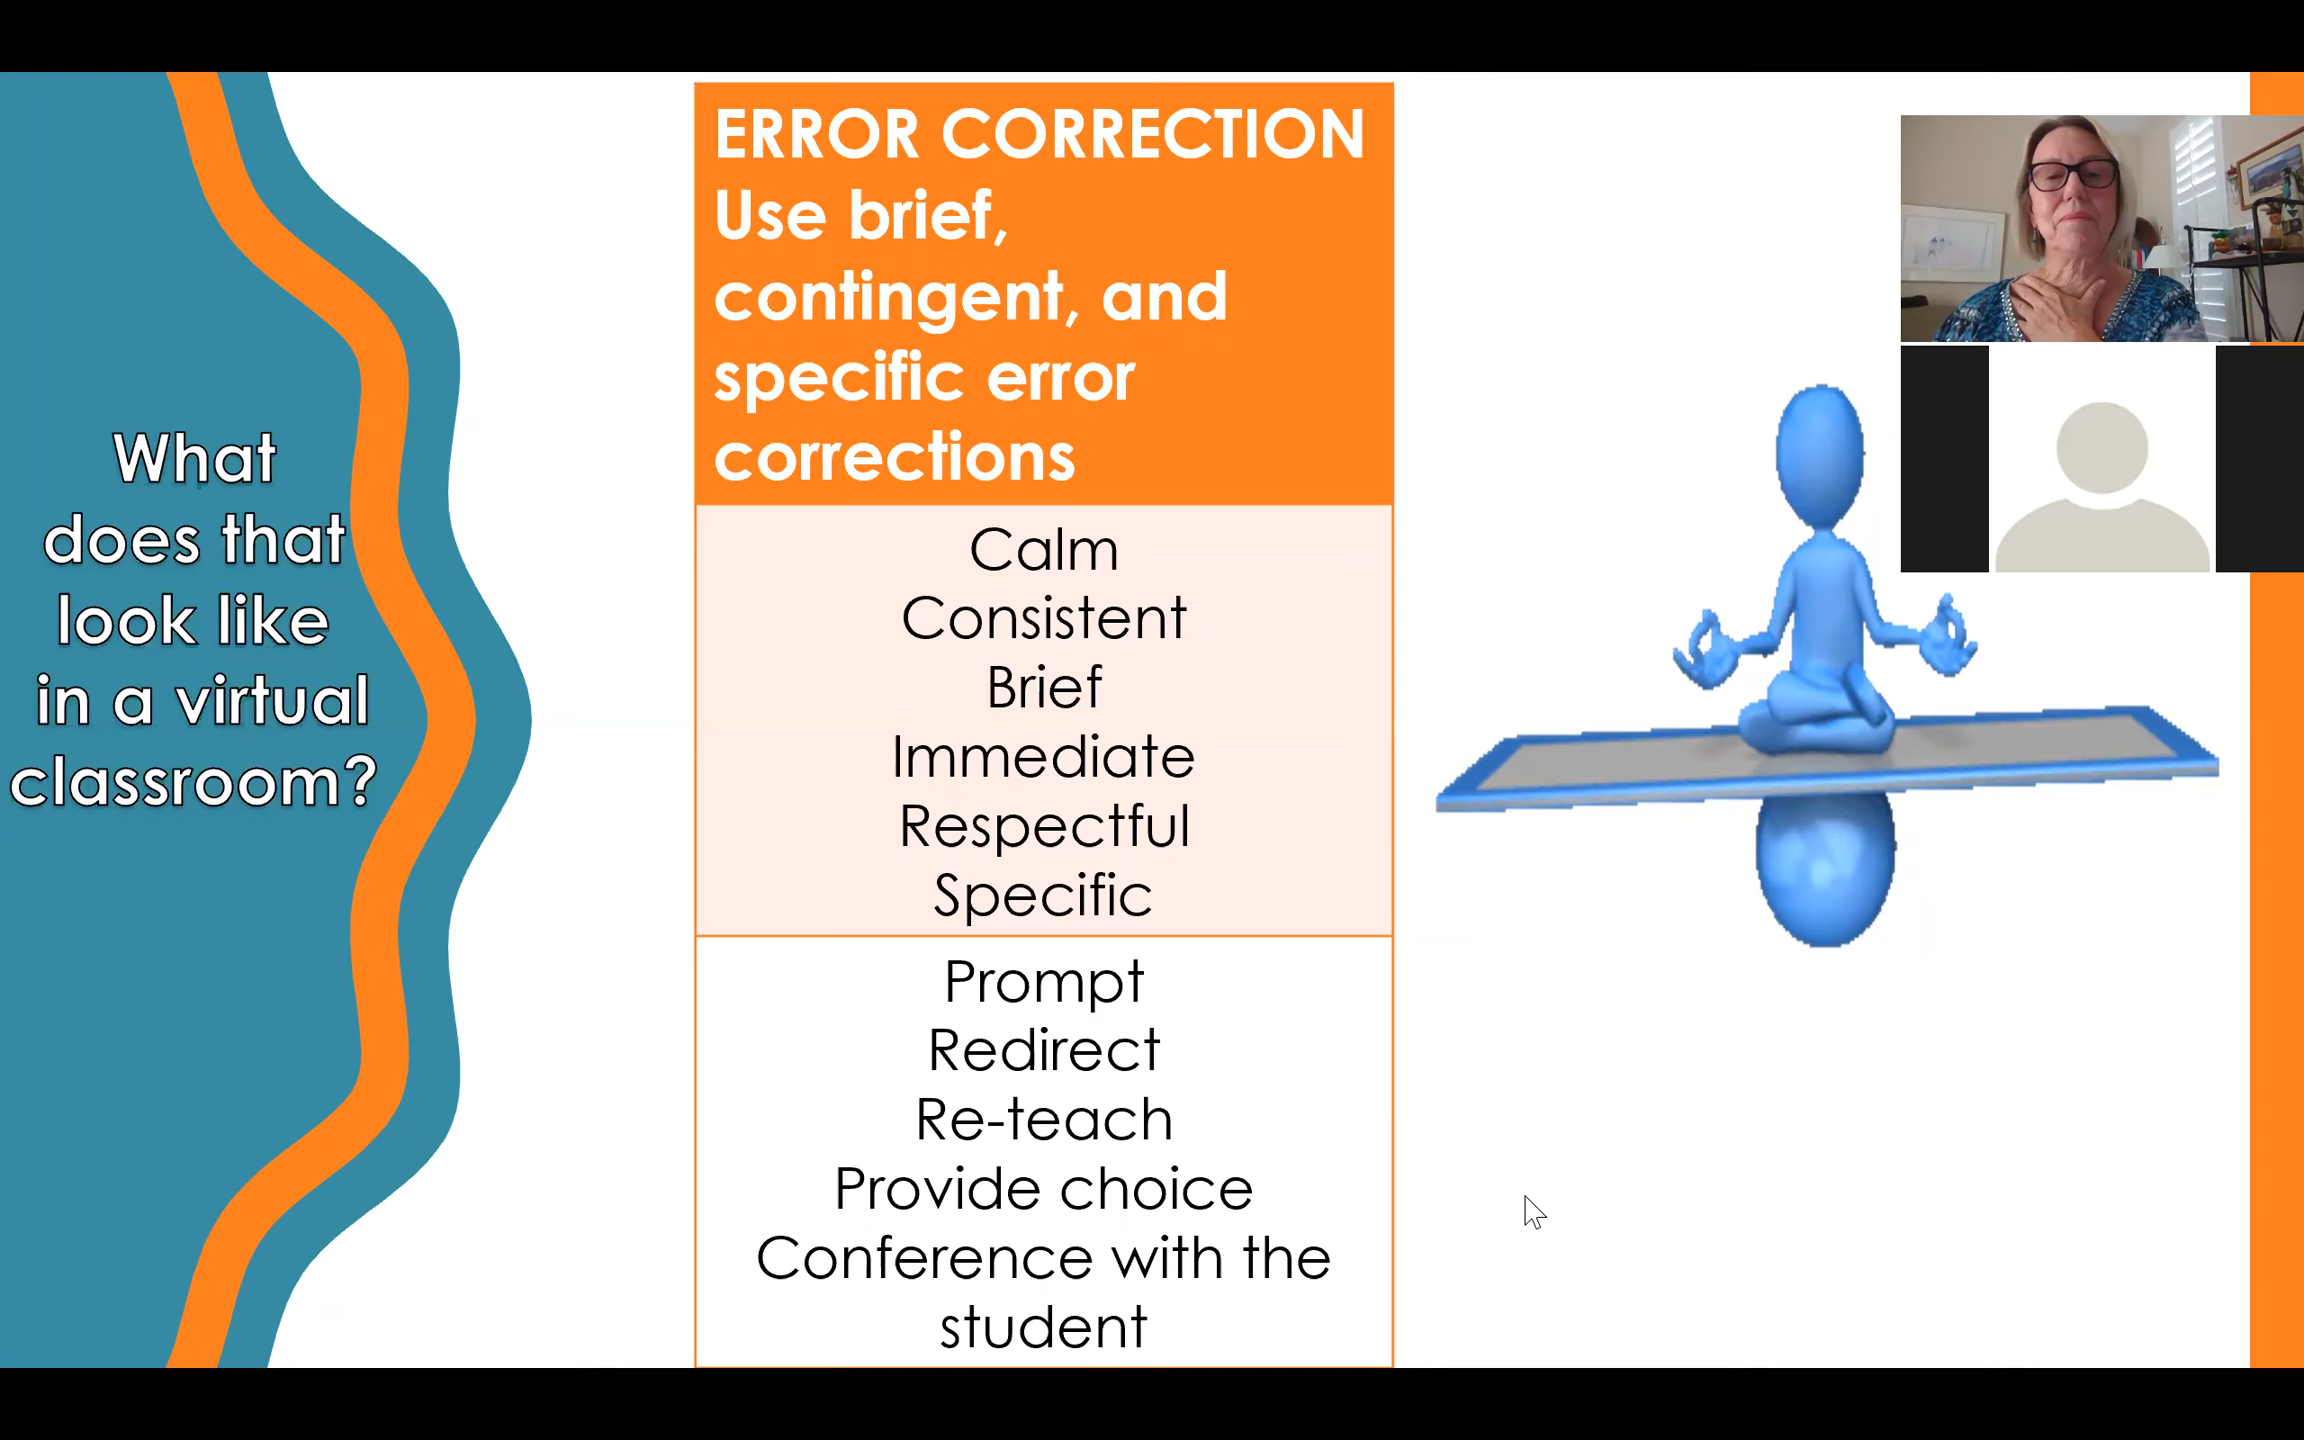 What
does that
look like
in a virtual
classroom?
ERROR CORRECTION
Use brief,
contingent, and
specific error
corrections
Calm
Consistent
Brief
Immediate
Respectful
Specific
Prompt
Redirect
Re-teach
Provide choice
Conference with the
student